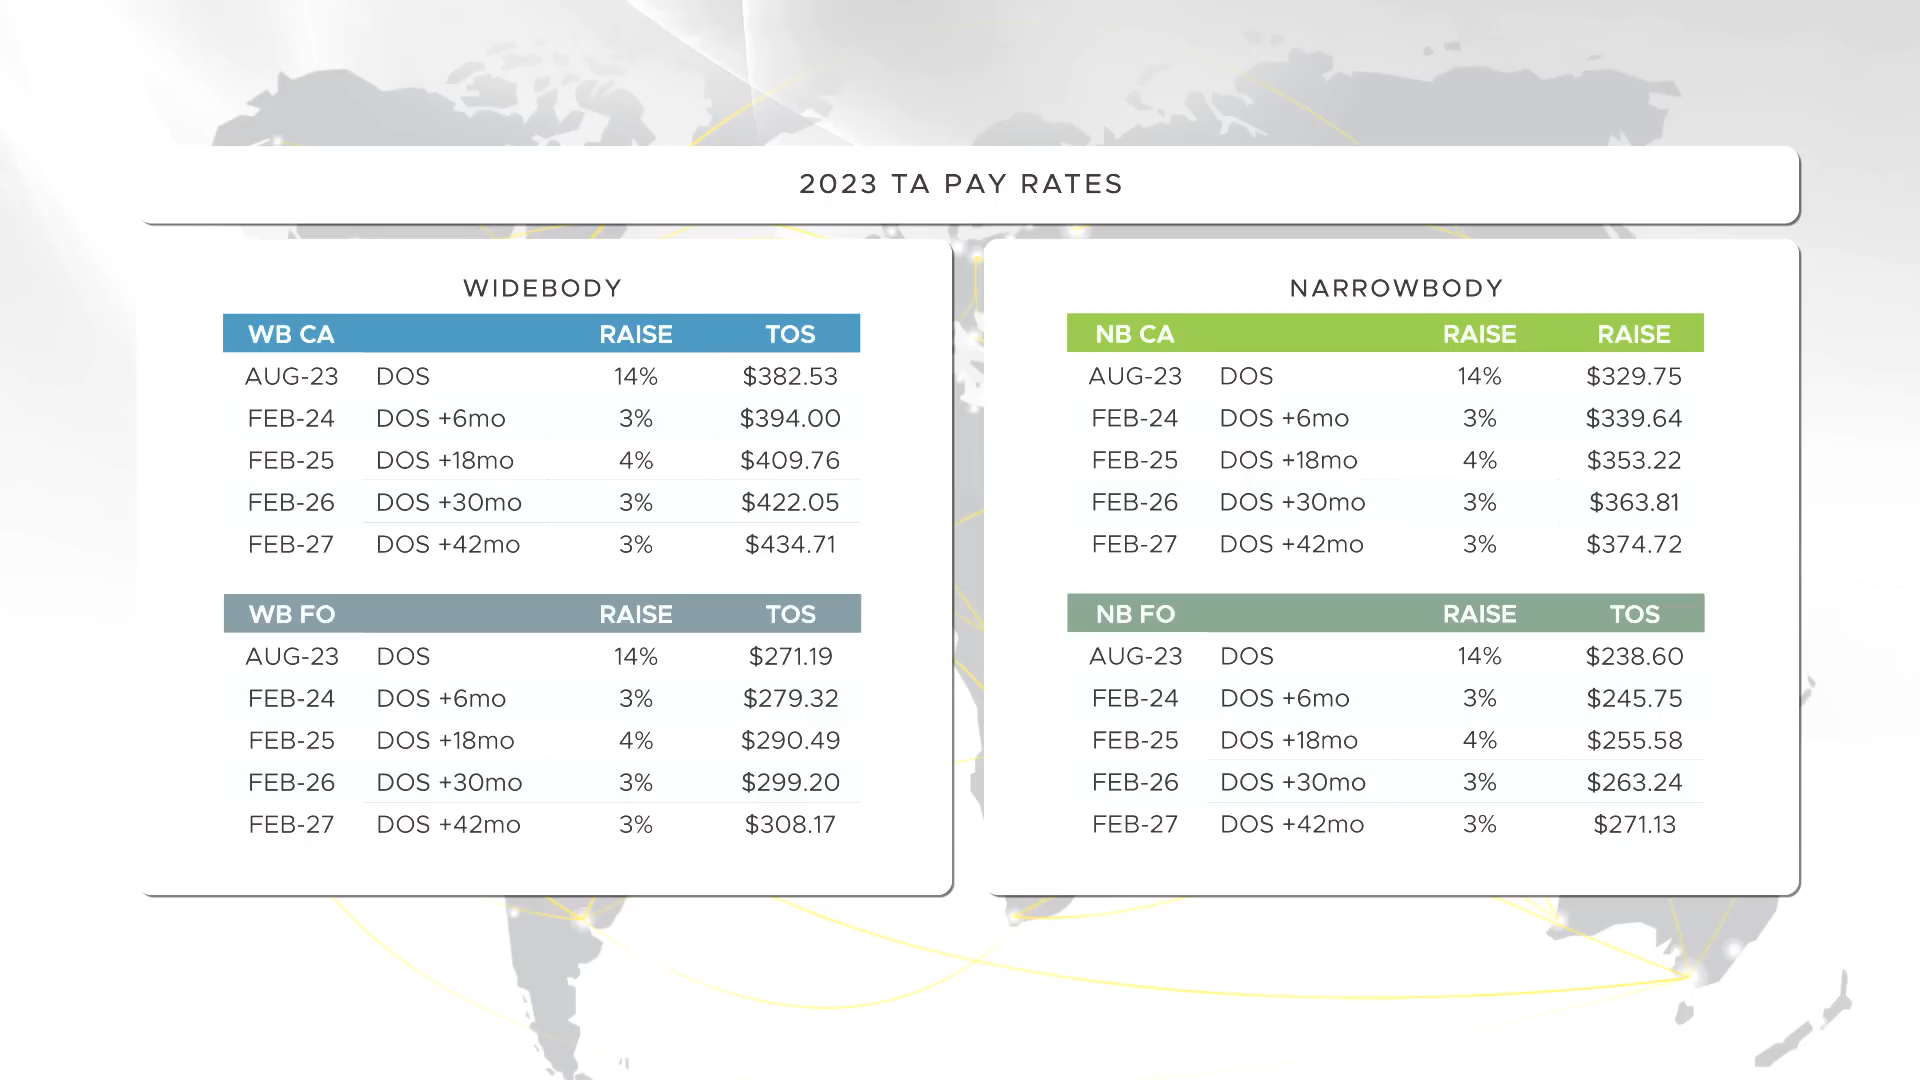 2023 TA PAY RATES
WIDEBODY
WB CA RAISE TOS
AUG-23 DOS 14% $382.53
FEB-24 DOS +6mo 3% $394.00
FEB-25 DOS +18mo 4% $409.76
FEB-26 DOS +30mo 3% $422.05
FEB-27 DOS +42mo 3% $434.71
WB FO RAISE TOS
AUG-23 DOS 14% $271.19
FEB-24 DOS +6mo 3% $279.32
FEB-25 DOS +18mo 4% $290.49
FEB-26 DOS +30mo 3% $299.20
FEB-27 DOS +42mo 3% $308.17
NARROWBODY
NB CA RAISE RAISE
AUG-23 DOS 14% $329.75
FEB-24 DOS +6mo 3% $339.64
FEB-25 DOS +18mo 4% $353.22
FEB-26 DOS +30mo 3% $363.81
FEB-27 DOS +42mo 3% $374.72
NB FO RAISE TOS
AUG-23 DOS 14% $238.60
FEB-24 DOS +6mo 3% $245.75
FEB-25 DOS +18mo 4% $255.58
FEB-26 DOS +30mo 3% $263.24
FEB-27 DOS +42mo 3% $271.13